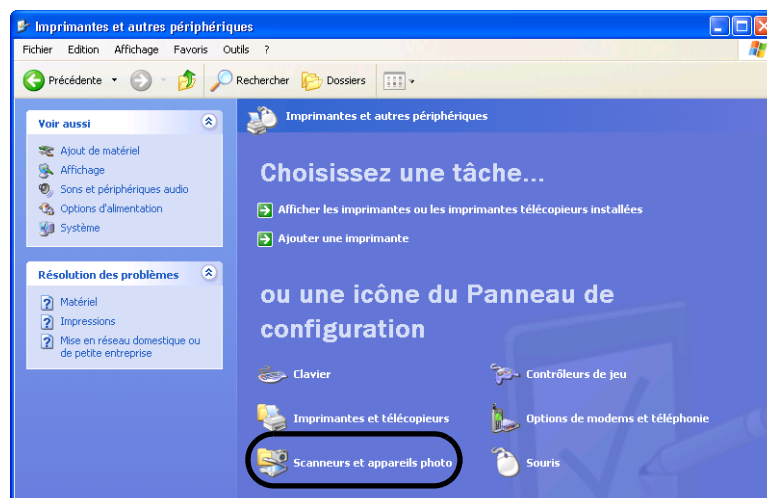 Imprimantes et autres périphériques
Fichier Edition Affichage Favoris Outils ?
Précédente Rechercher Dossiers
Voir aussi
Ajout de matériel
Affichage
Sons et périphériques audio
Options d'alimentation
Système
Résolution des problèmes
Matériel
Impressions
Mise en réseau domestique ou
de petite entreprise
Imprimantes et autres périphériques
Choisissez une tâche...
Afficher les imprimantes ou les imprimantes télécopieurs installées
Ajouter une imprimante
ou une icône du Panneau de
configuration
Clavier
Contrôleurs de jeu
Imprimantes et télécopieurs
Options de modems et téléphonie
Scanneurs et appareils photo
Souris